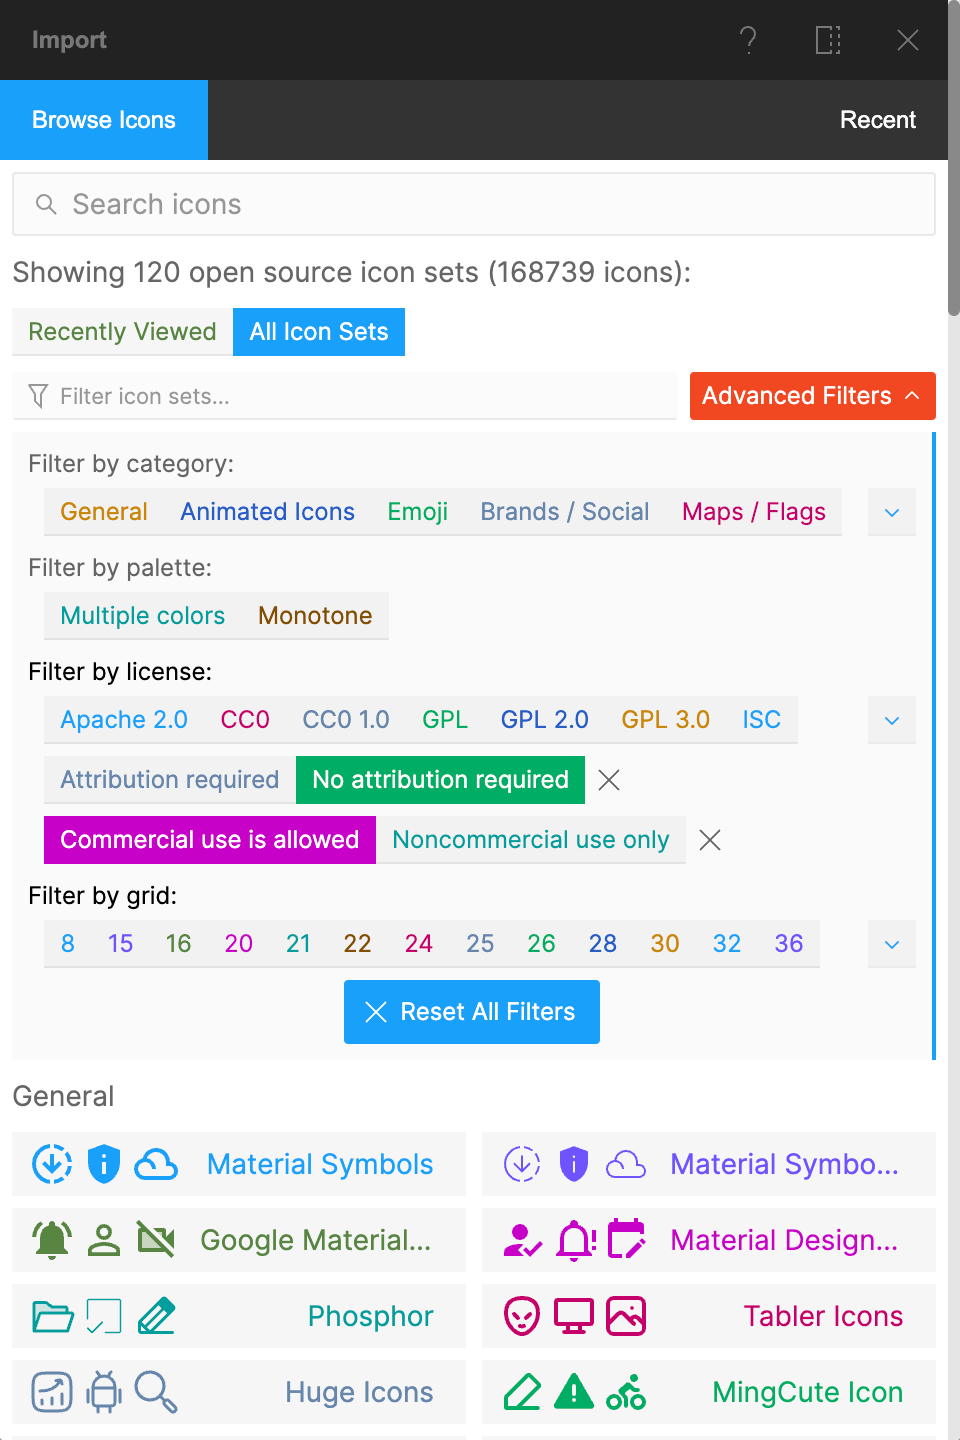 Import
Browse Icons Recent
Search icons
Showing 120 open source icon sets (168739 icons):
Recently Viewed All Icon Sets
Filter icon sets... Advanced Filters
Filter by category:
General Animated Icons Emoji Brands / Social Maps / Flags
Filter by palette:
Multiple colors Monotone
Filter by license:
Apache 2.0 CC0 CC0 1.0 GPL GPL 2.0 GPL 3.0 ISC
Attribution required No attribution required
Commercial use is allowed Noncommercial use only
Filter by grid:
8 15 16 20 21 22 24 25 26 28 30 32 36
Reset All Filters
General
Material Symbols Material Symbo...
Google Material... Material Design...
Phosphor Tabler Icons
Huge Icons MingCute Icon